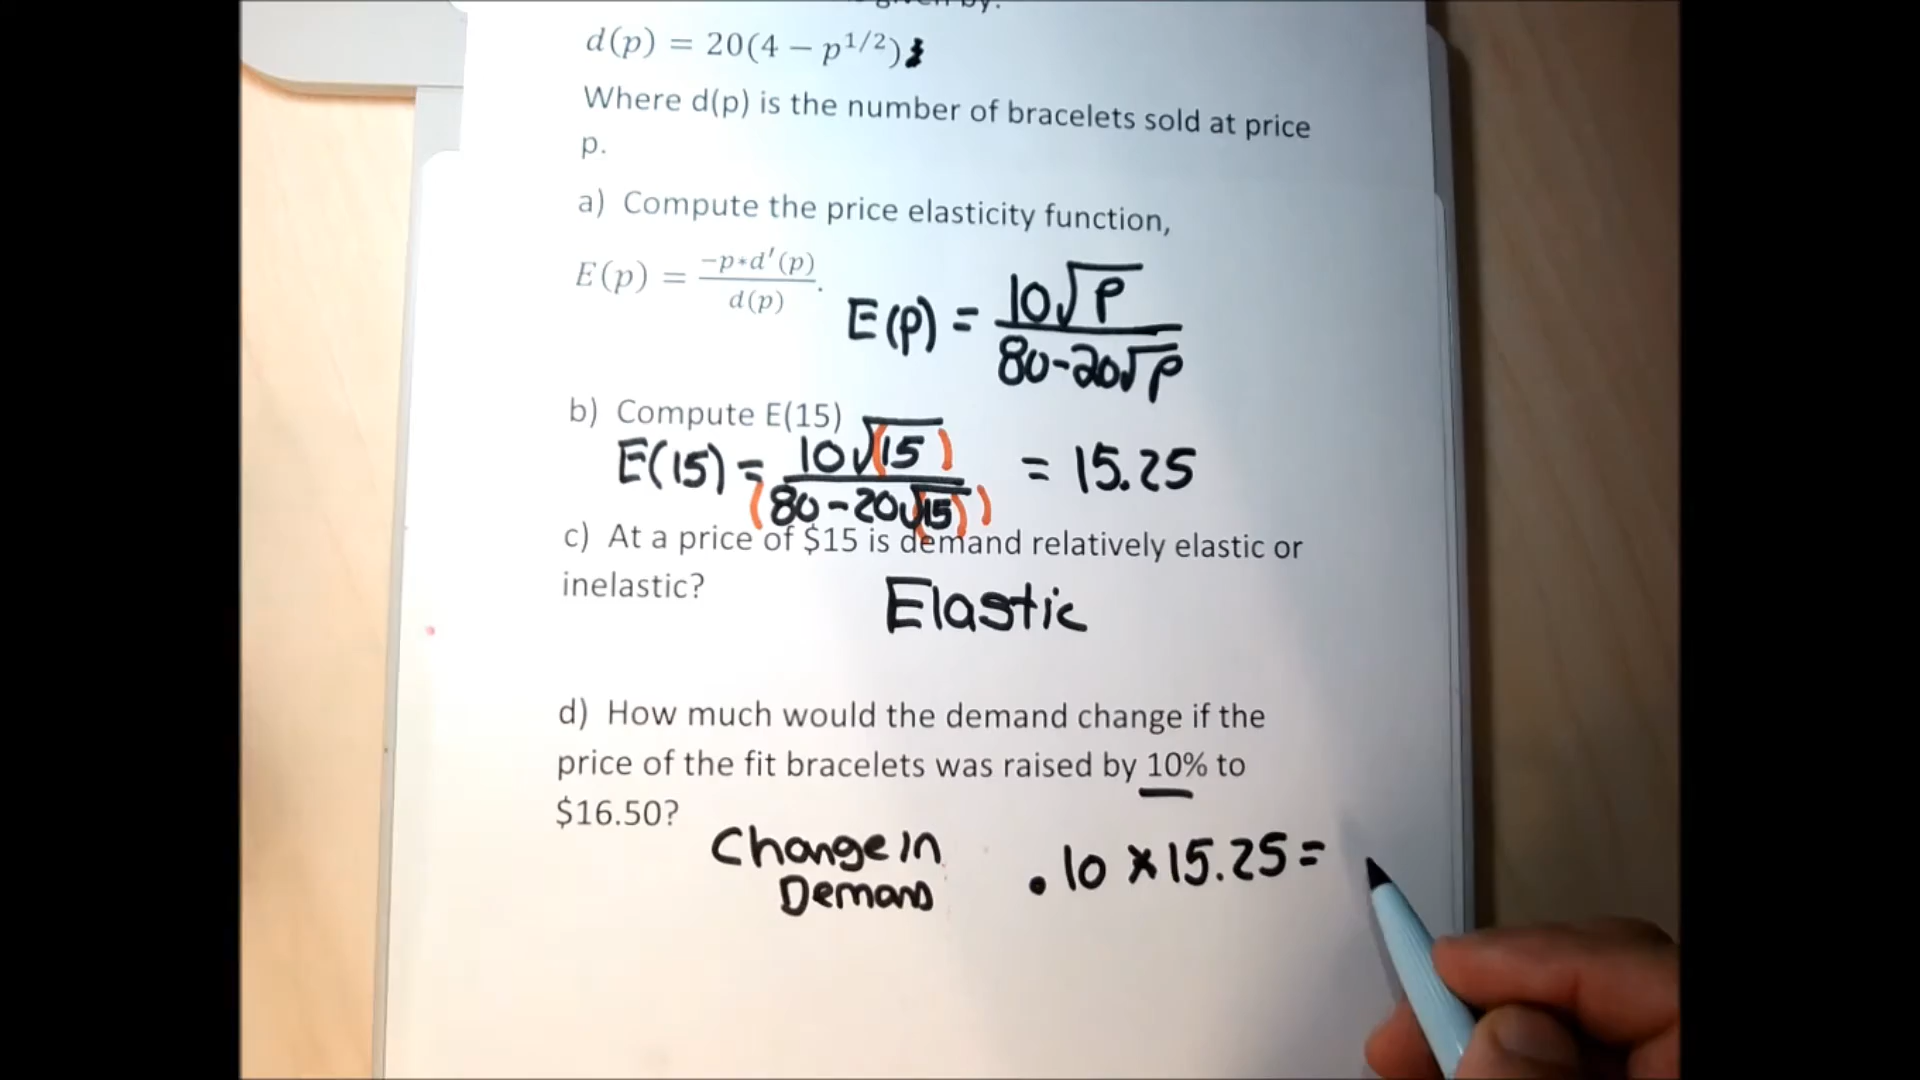 given by:
d(p) = 20(4 − p^1/2)
Where d(p) is the number of bracelets sold at price
p.
a) Compute the price elasticity function,
E(p) = −p*d′(p) / d(p).
E(p) = 10√p / 80-20√p
b) Compute E(15)
E(15) = 10√(15) / (80-20√(15)) = 15.25
c) At a price of $15 is demand relatively elastic or
inelastic?
Elastic
d) How much would the demand change if the
price of the fit bracelets was raised by 10% to
$16.50?
Change in
Demand
.10 × 15.25 =